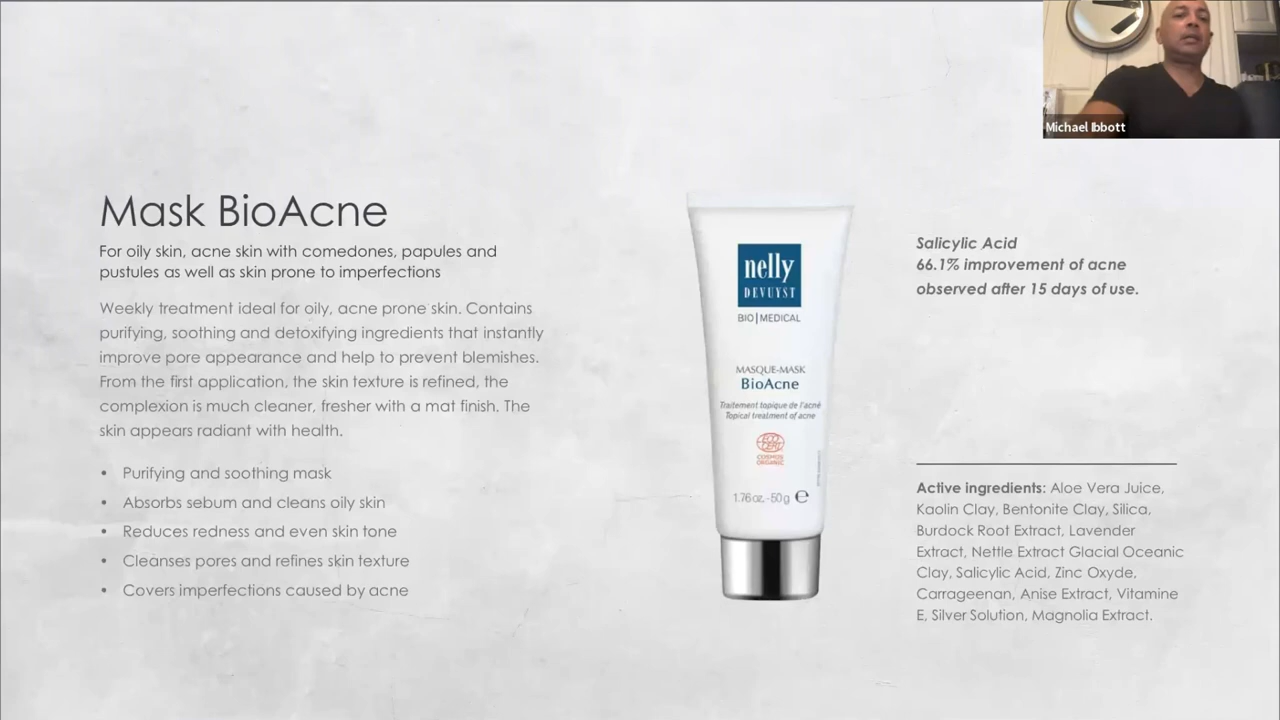 Michael Ibbott
Mask BioAcne
For oily skin, acne skin with comedones, papules and
pustules as well as skin prone to imperfections
Weekly treatment ideal for oily, acne prone skin. Contains
purifying, soothing and detoxifying ingredients that instantly
improve pore appearance and help to prevent blemishes.
From the first application, the skin texture is refined, the
complexion is much cleaner, fresher with a mat finish. The
skin appears radiant with health.
• Purifying and soothing mask
• Absorbs sebum and cleans oily skin
• Reduces redness and even skin tone
• Cleanses pores and refines skin texture
• Covers imperfections caused by acne
nelly
DEVUYST
BIO|MEDICAL
MASQUE-MASK
BioAcne
Traitement topique de l'acné
Topical treatment of acne
ECO
CERT
COSMOS
ORGANIC
1.76 oz. - 50 g ℮
Salicylic Acid
66.1% improvement of acne
observed after 15 days of use.
Active ingredients: Aloe Vera Juice,
Kaolin Clay, Bentonite Clay, Silica,
Burdock Root Extract, Lavender
Extract, Nettle Extract Glacial Oceanic
Clay, Salicylic Acid, Zinc Oxyde,
Carrageenan, Anise Extract, Vitamine
E, Silver Solution, Magnolia Extract.